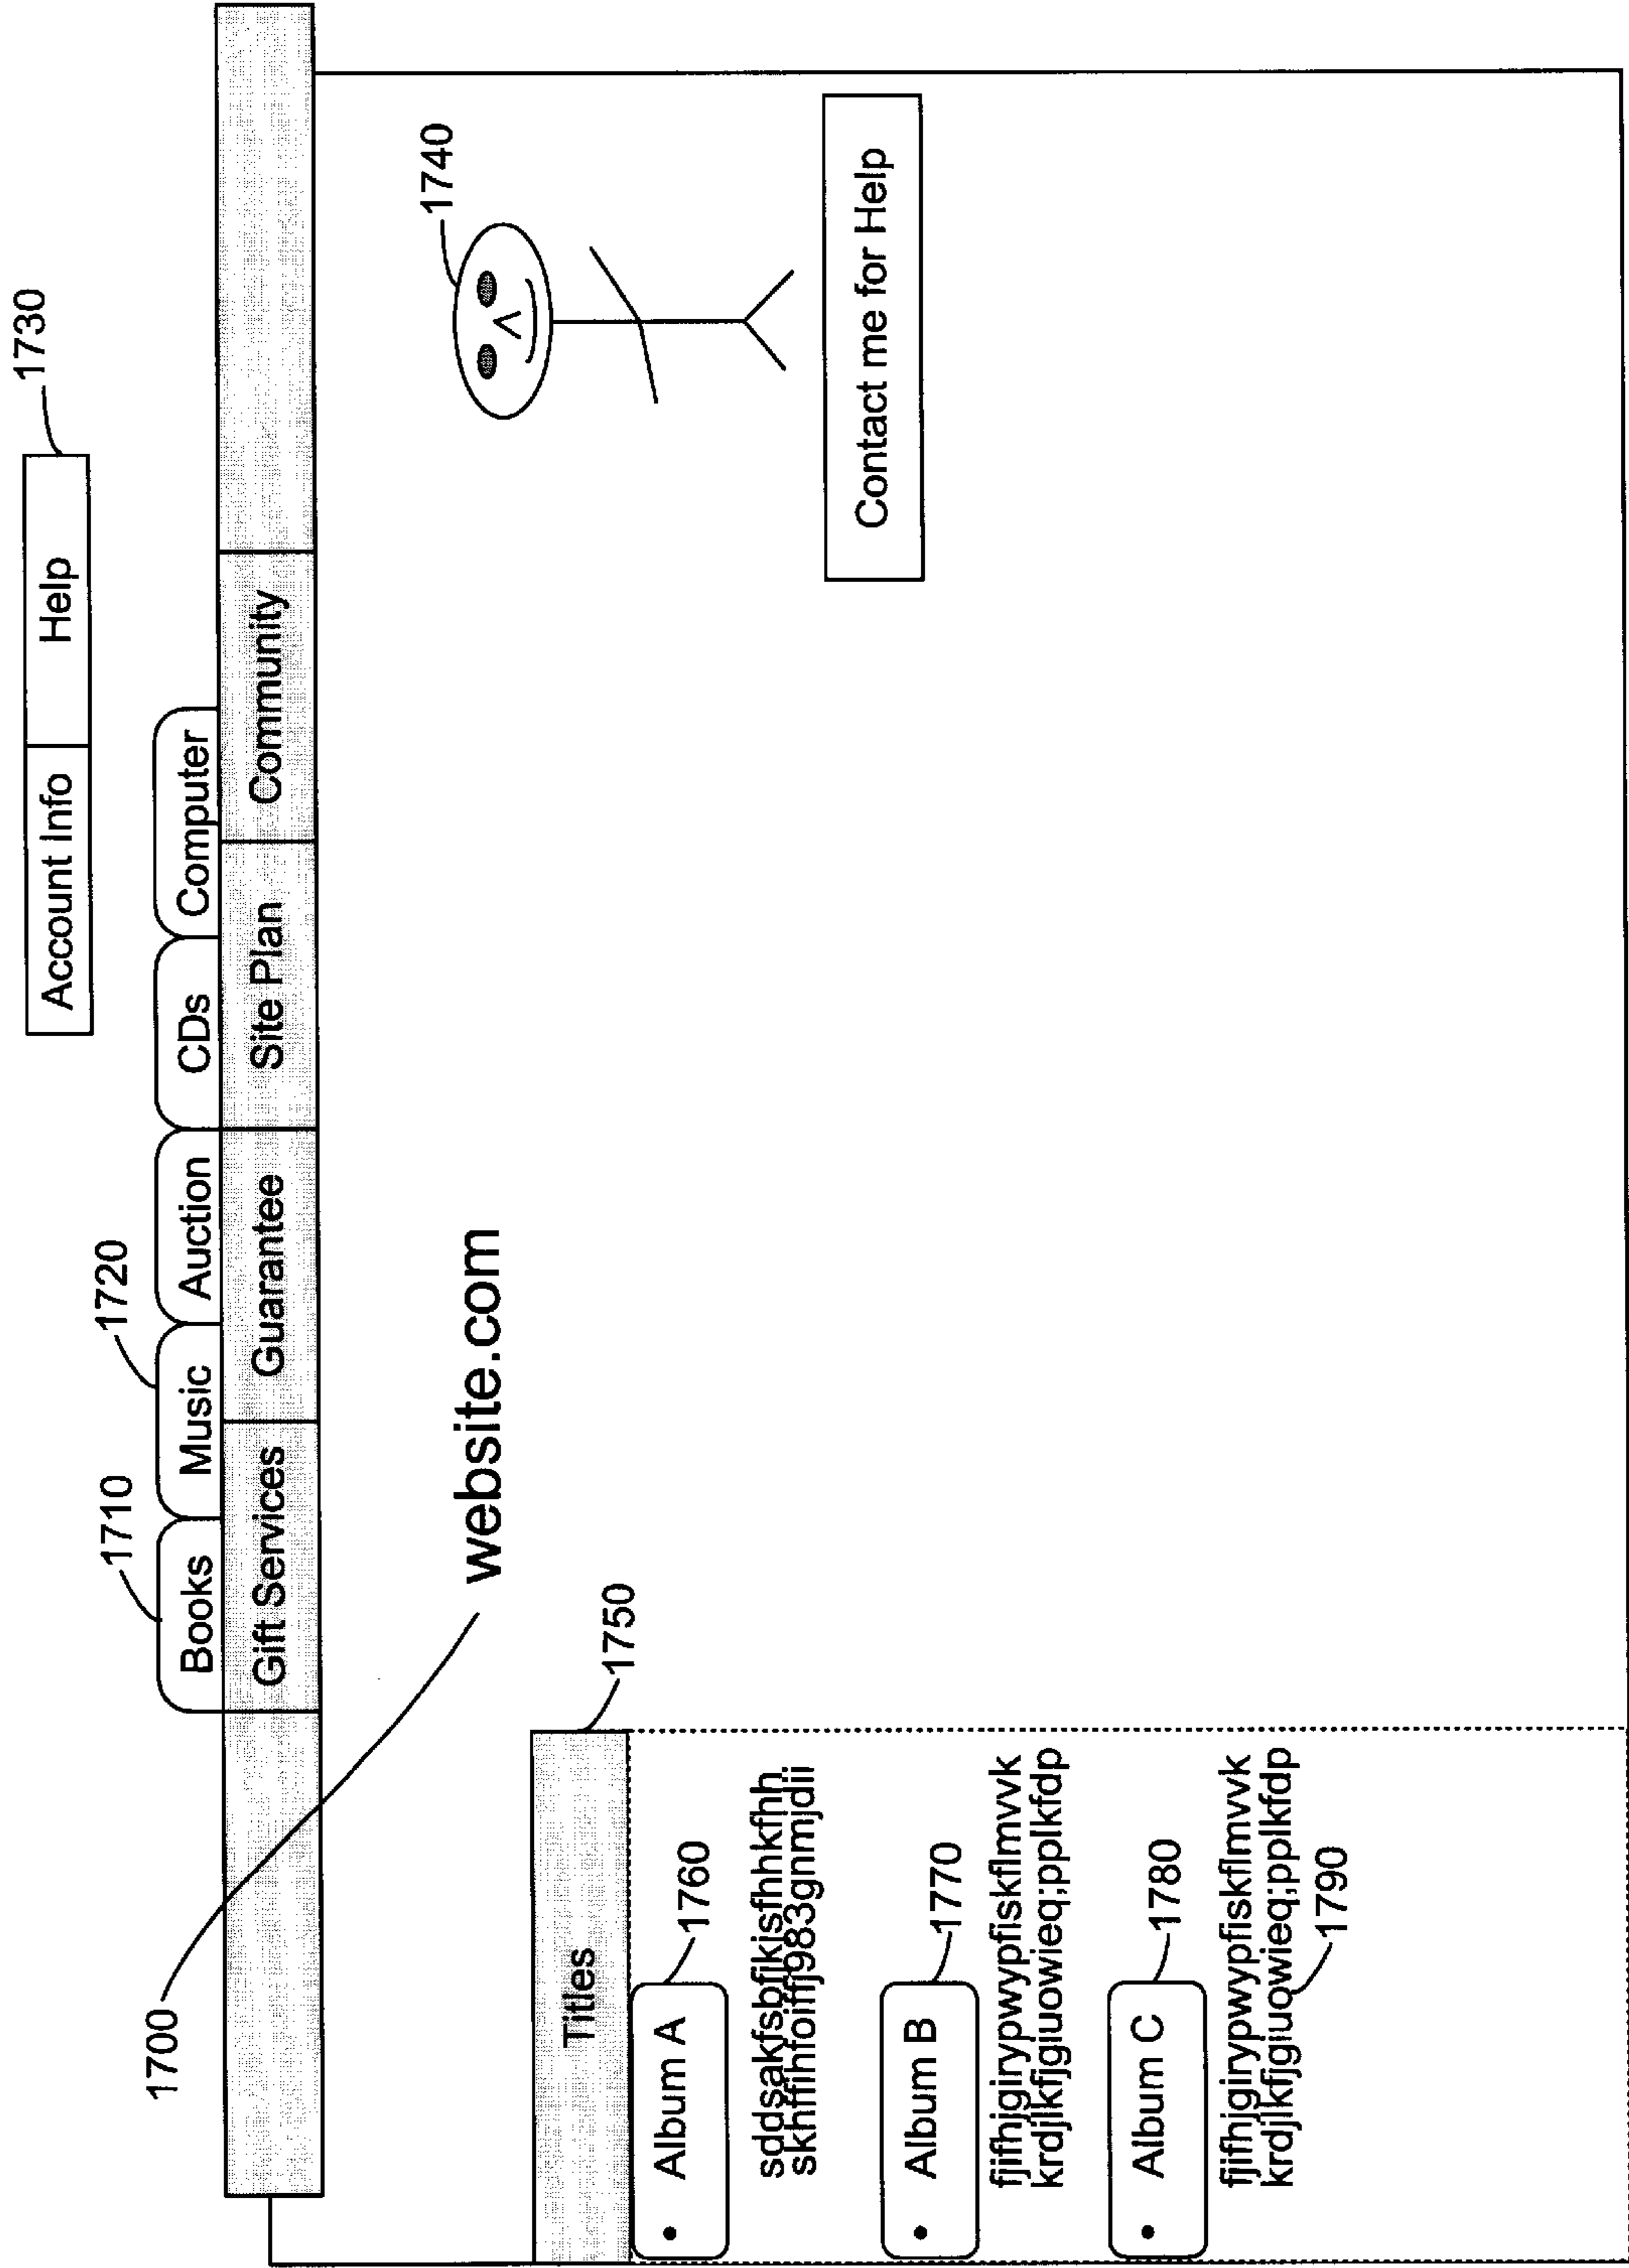 1730
Account Info Help
1710
1720
Books Music Auction CDs Computer
1700
Gift Services Guarantee Site Plan Community
website.com
1740
1750
Titles
Album A
1760
sddsakfsbfjkjsfhhkfhh
skhffihfoiffj983gnmjdii
Contact me for Help
Album B
1770
fjifhjgirypwypfiskflmvvk
krdjlkfjgiuowieq;pplkfdp
Album C
1780
fjifhjgirypwypfiskflmvvk
krdjlkfjgiuowieq;pplkfdp
1790